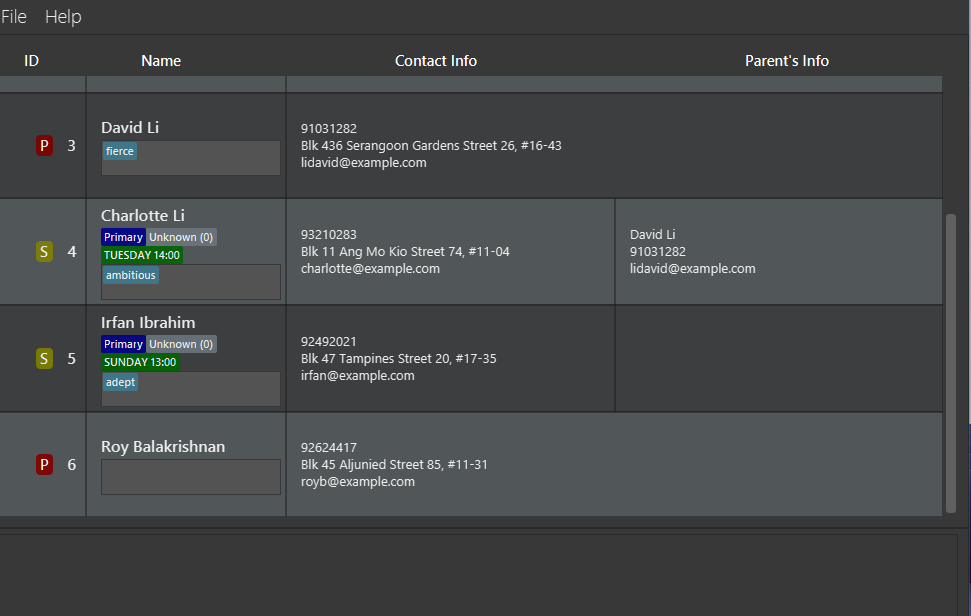 File Help
ID Name Contact Info Parent's Info
P 3
David Li
fierce
91031282
Blk 436 Serangoon Gardens Street 26, #16-43
lidavid@example.com
S 4
Charlotte Li
Primary Unknown (0)
TUESDAY 14:00
ambitious
93210283
Blk 11 Ang Mo Kio Street 74, #11-04
charlotte@example.com
David Li
91031282
lidavid@example.com
S 5
Irfan Ibrahim
Primary Unknown (0)
SUNDAY 13:00
adept
92492021
Blk 47 Tampines Street 20, #17-35
irfan@example.com
P 6
Roy Balakrishnan
92624417
Blk 45 Aljunied Street 85, #11-31
royb@example.com